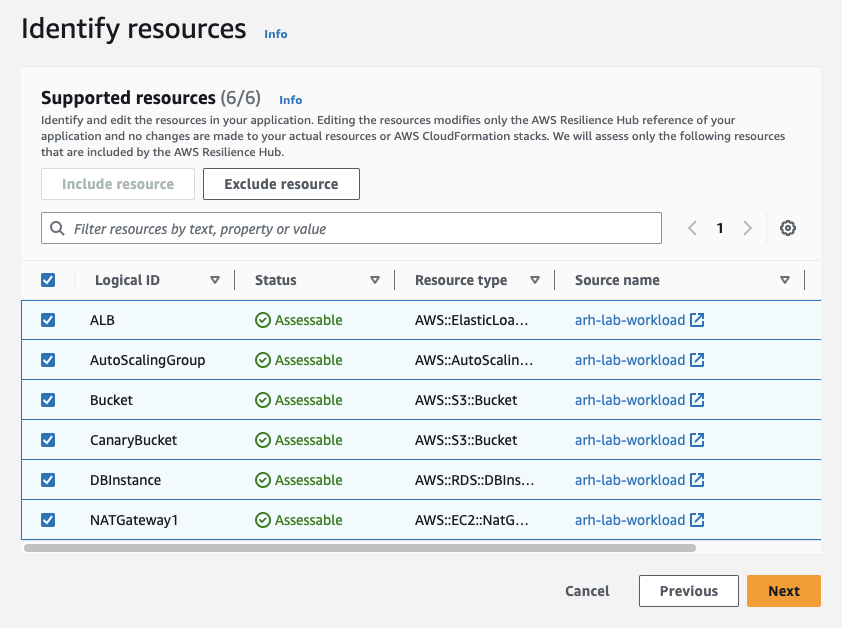 Identify resources Info
Supported resources (6/6) Info
Identify and edit the resources in your application. Editing the resources modifies only the AWS Resilience Hub reference of your
application and no changes are made to your actual resources or AWS CloudFormation stacks. We will assess only the following resources
that are included by the AWS Resilience Hub.
Include resource Exclude resource
Filter resources by text, property or value 1
Logical ID Status Resource type Source name
ALB Assessable AWS::ElasticLoa... arh-lab-workload
AutoScalingGroup Assessable AWS::AutoScalin... arh-lab-workload
Bucket Assessable AWS::S3::Bucket arh-lab-workload
CanaryBucket Assessable AWS::S3::Bucket arh-lab-workload
DBInstance Assessable AWS::RDS::DBIns... arh-lab-workload
NATGateway1 Assessable AWS::EC2::NatG... arh-lab-workload
Cancel Previous Next